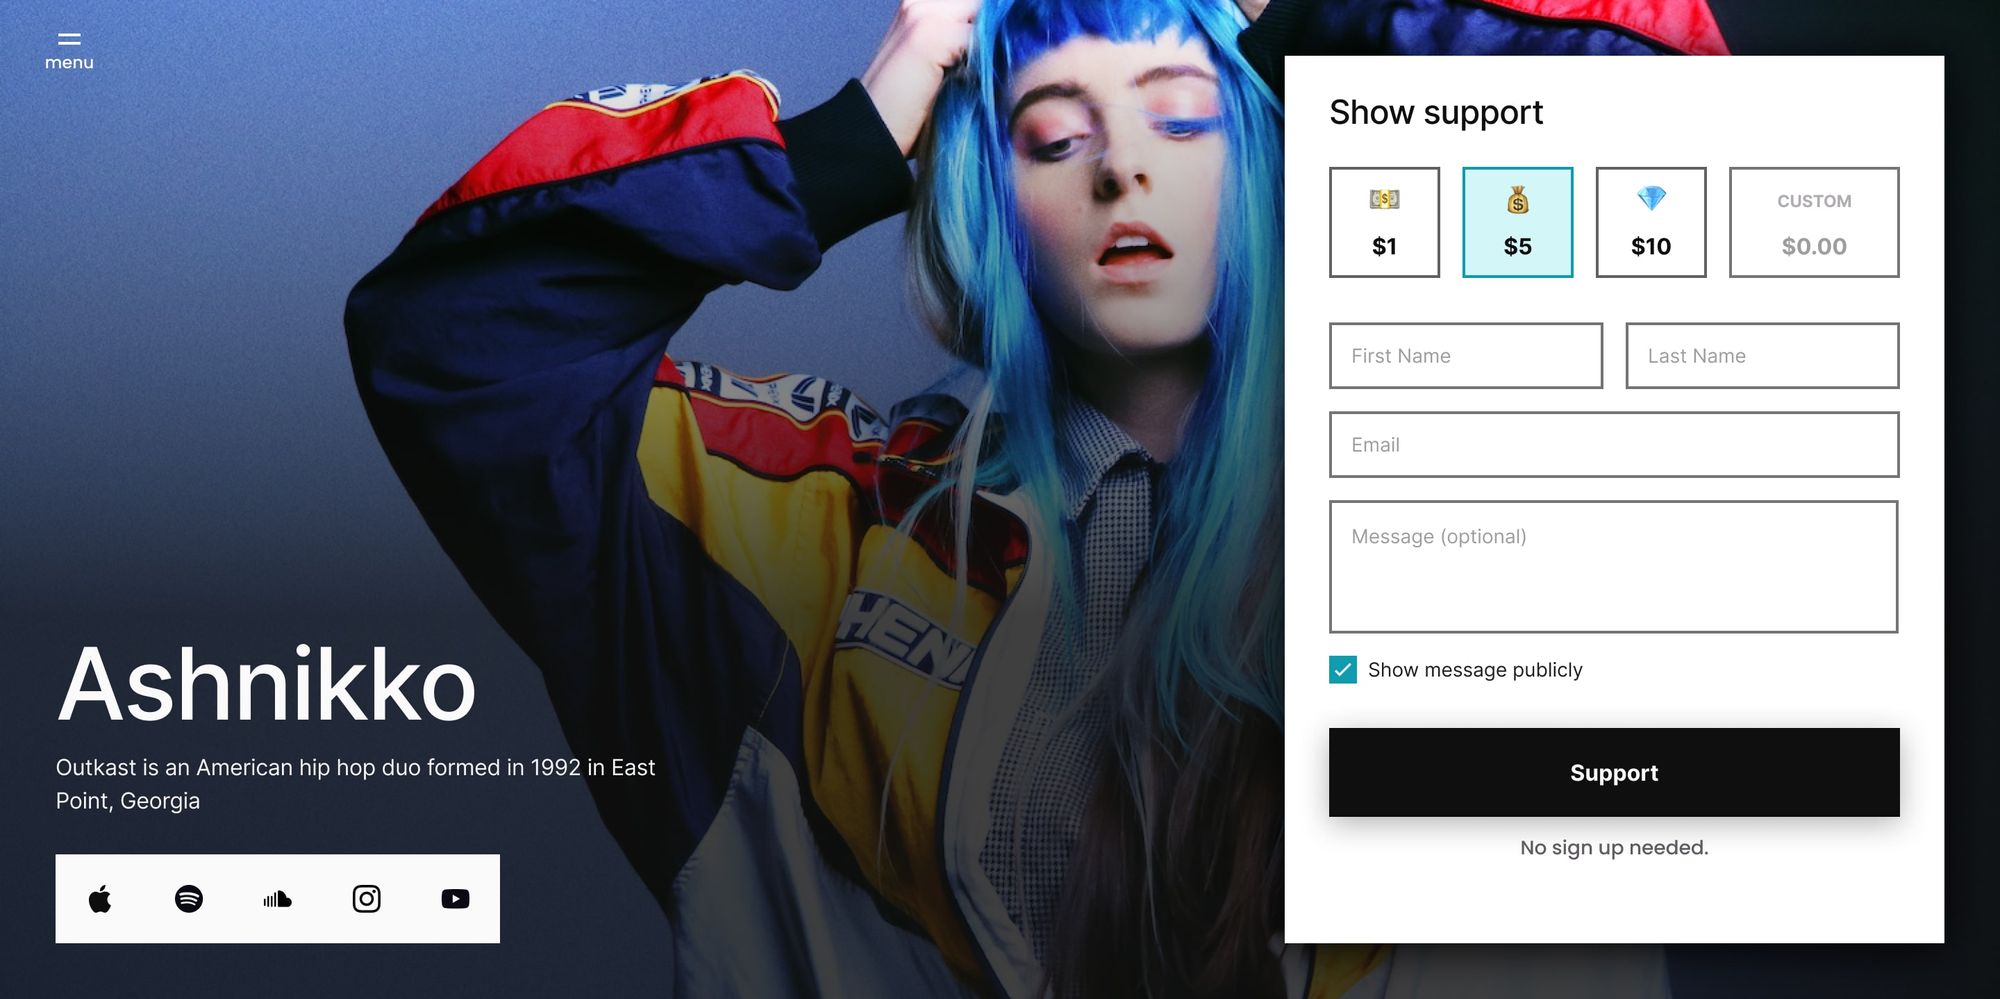 menu
Show support
$1
$5
$10
CUSTOM
$0.00
First Name
Last Name
Email
Message (optional)
Show message publicly
Support
No sign up needed.
Ashnikko
Outkast is an American hip hop duo formed in 1992 in East
Point, Georgia